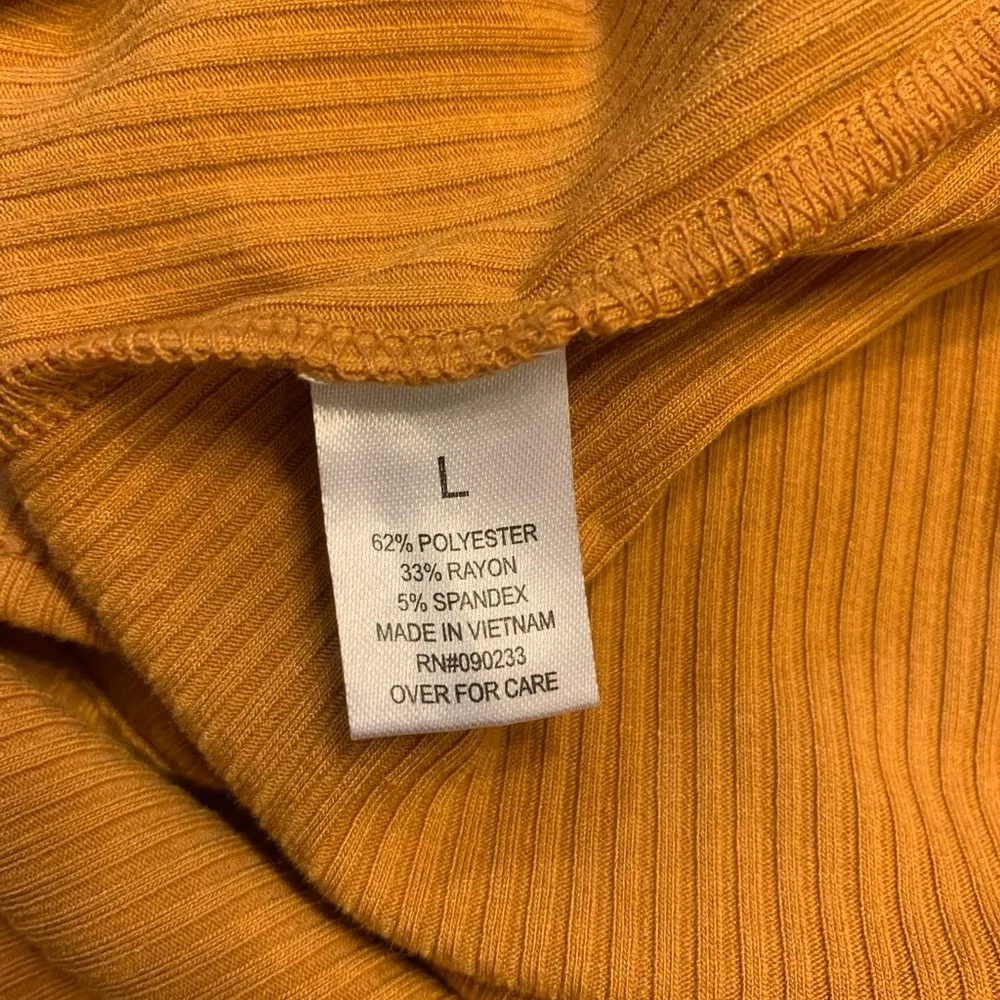 L
62% POLYESTER
33% RAYON
5% SPANDEX
MADE IN VIETNAM
RN#090233
OVER FOR CARE